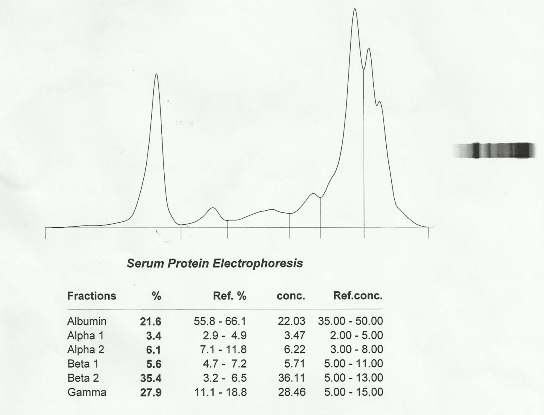 Serum Protein Electrophoresis
Fractions % Ref. % conc. Ref.conc.
Albumin 21.6 55.8 - 66.1 22.03 35.00 - 50.00
Alpha 1 3.4 2.9 - 4.9 3.47 2.00 - 5.00
Alpha 2 6.1 7.1 - 11.8 6.22 3.00 - 8.00
Beta 1 5.6 4.7 - 7.2 5.71 5.00 - 11.00
Beta 2 35.4 3.2 - 6.5 36.11 5.00 - 13.00
Gamma 27.9 11.1 - 18.8 28.46 5.00 - 15.00